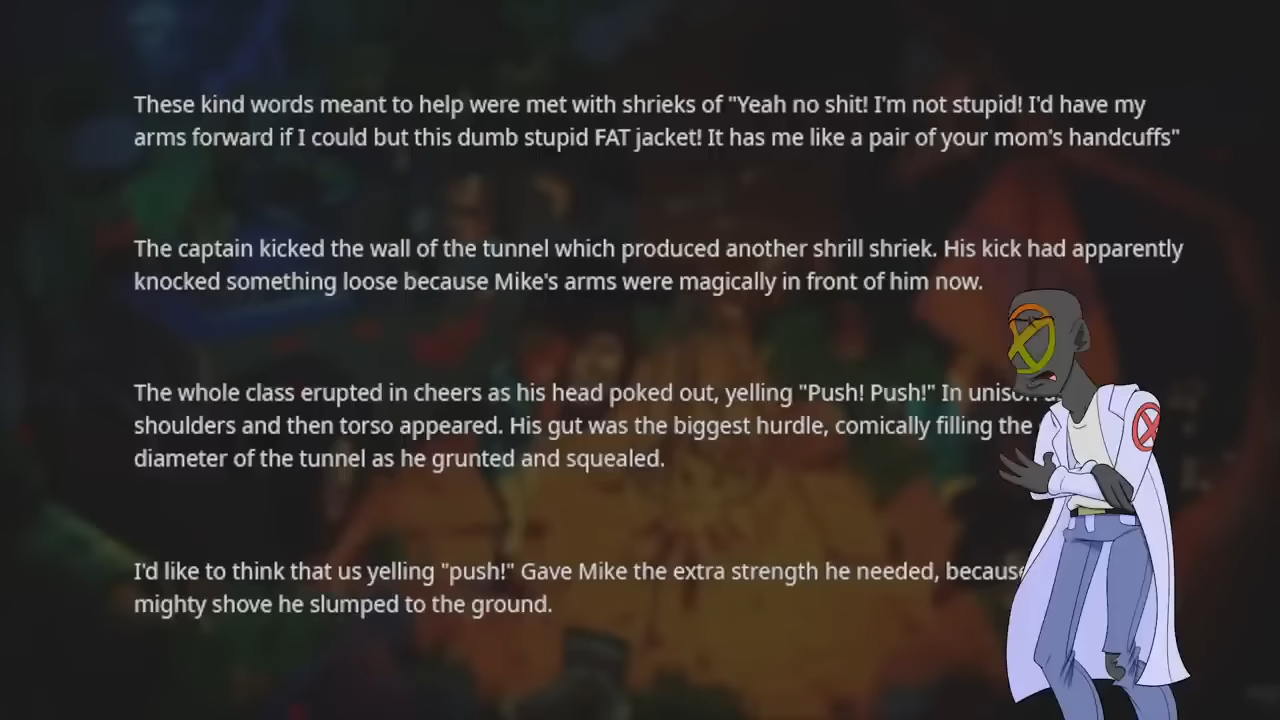 These kind words meant to help were met with shrieks of "Yeah no shit! I'm not stupid! I'd have my
arms forward if I could but this dumb stupid FAT jacket! It has me like a pair of your mom's handcuffs"
The captain kicked the wall of the tunnel which produced another shrill shriek. His kick had apparently
knocked something loose because Mike's arms were magically in front of him now.
The whole class erupted in cheers as his head poked out, yelling "Push! Push!" In unison
shoulders and then torso appeared. His gut was the biggest hurdle, comically filling the
diameter of the tunnel as he grunted and squealed.
I'd like to think that us yelling "push!" Gave Mike the extra strength he needed, because
mighty shove he slumped to the ground.